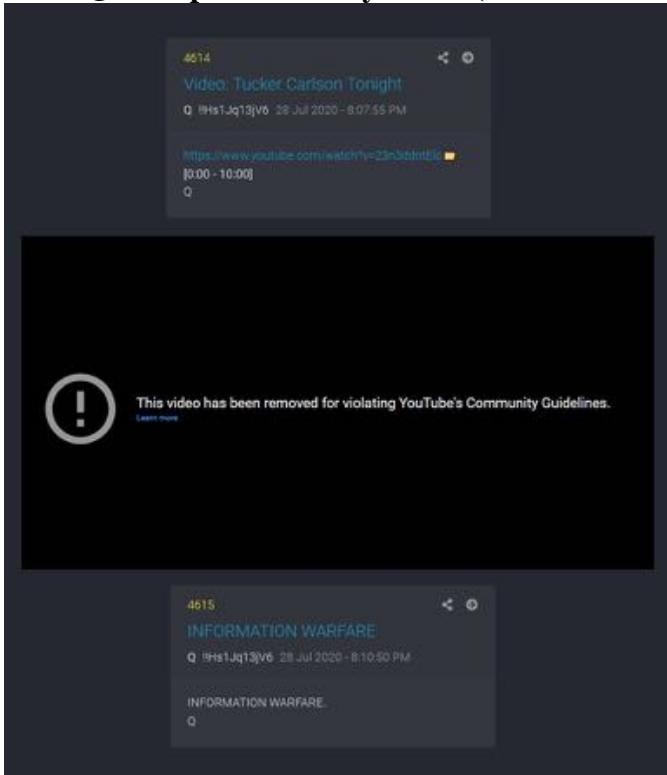 4614
Video: Tucker Carlson Tonight
Q !!Hs1Jq13jV6 28 Jul 2020 - 8:07:55 PM
[0:00 - 10:00]
Q
This video has been removed for violating YouTube's Community Guidelines.
Learn more
4615
INFORMATION WARFARE
Q !!Hs1Jq13jV6 28 Jul 2020 - 8:10:50 PM
INFORMATION WARFARE.
Q